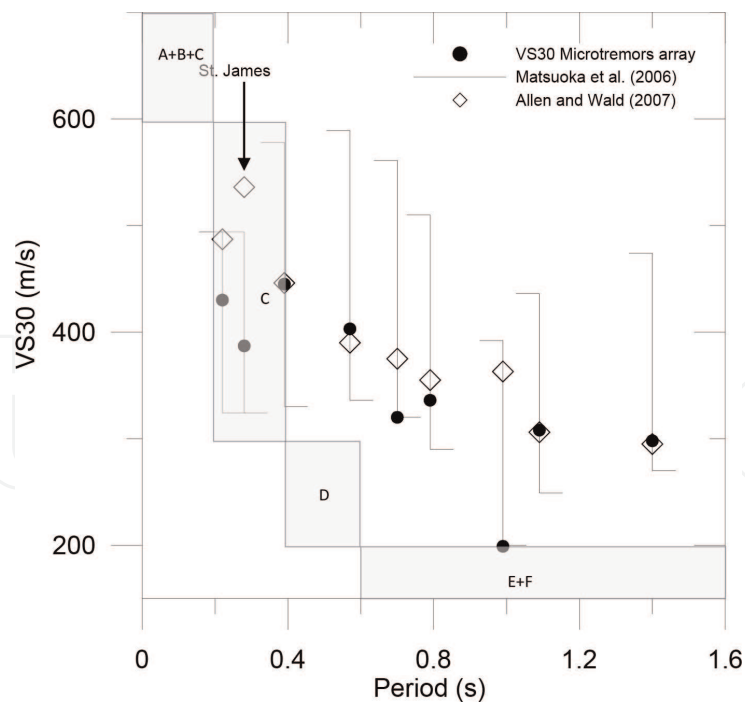 A+B+C
St. James
VS30 Microtremors array
Matsuoka et al. (2006)
Allen and Wald (2007)
600
400
200
VS30 (m/s)
C
D
E+F
0
0.4
0.8
1.2
1.6
Period (s)